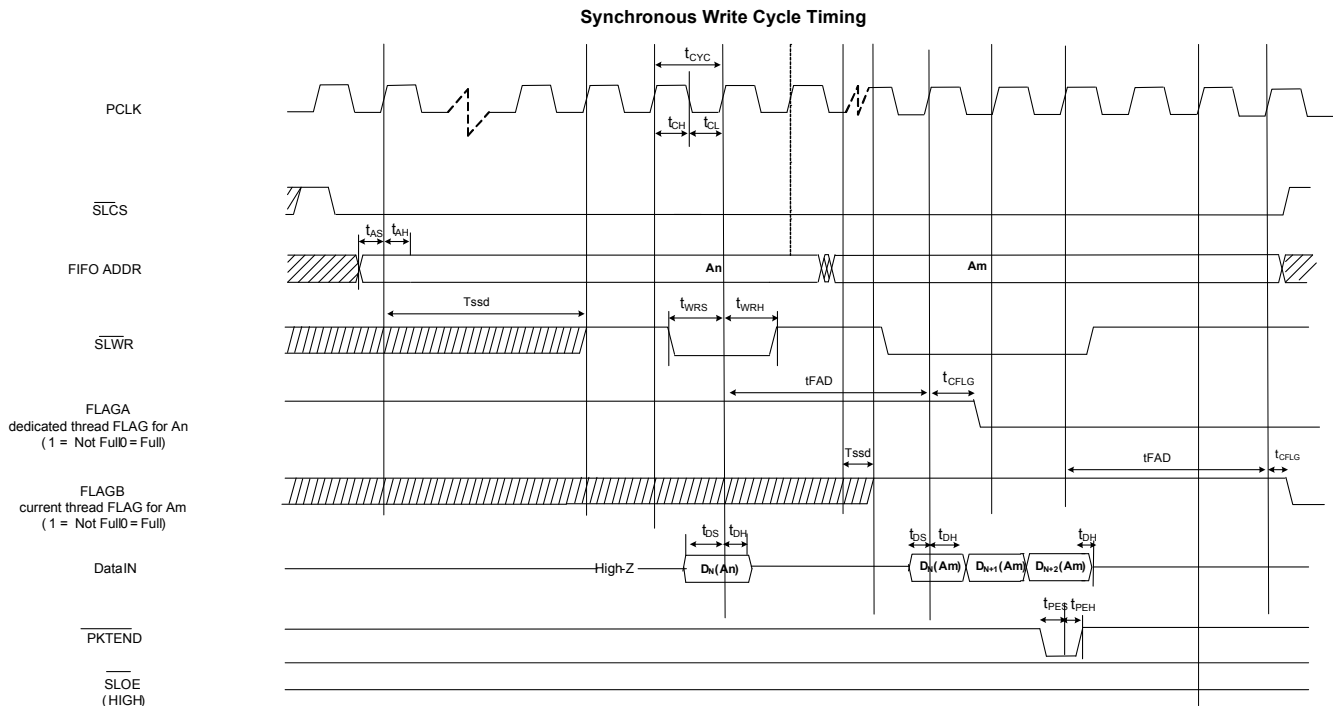 Synchronous Write Cycle Timing
tCYC
PCLK
tCH tCL
SLCS
tAS tAH
FIFO ADDR An Am
Tssd tWRS tWRH
SLWR
tFAD tCFLG
FLAGA
dedicated thread FLAG for An
( 1 = Not Full0 = Full)
Tssd tFAD tCFLG
FLAGB
current thread FLAG for Am
( 1 = Not Full0 = Full)
tDS tDH tDS tDH tDH
DataIN High-Z DN(An) DN(Am) DN+1(Am) DN+2(Am)
tPES tPEH
PKTEND
SLOE
(HIGH)